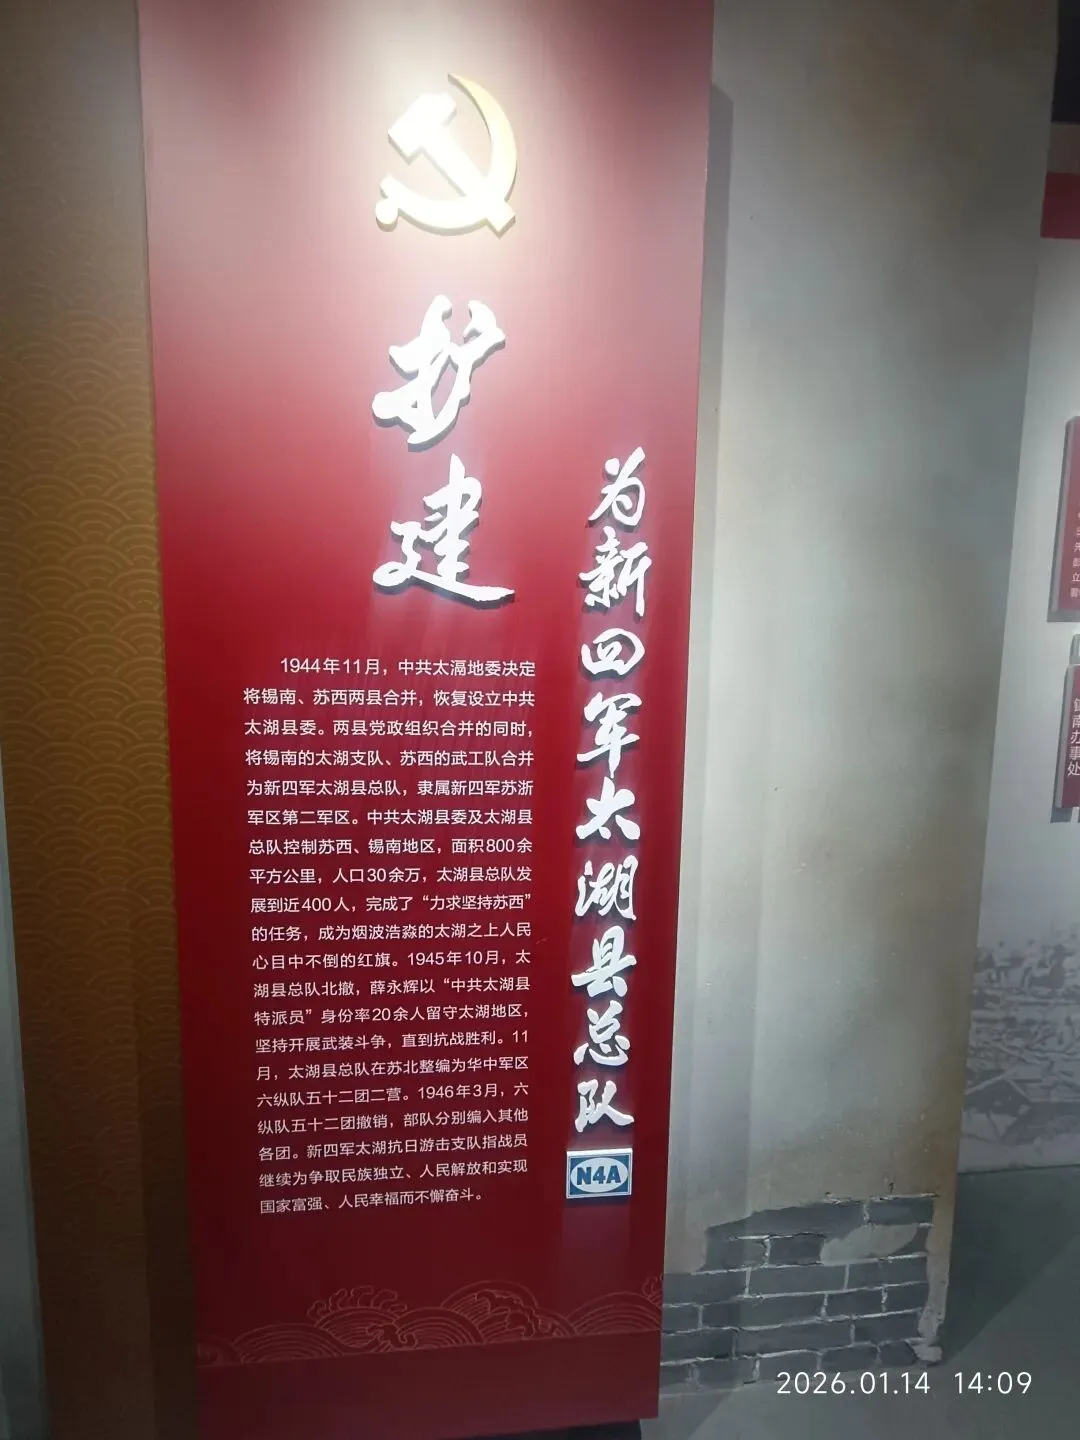 扩建
为新四军太湖县总队
N4A
1944年11月，中共太滆地委决定
将锡南、苏西两县合并，恢复设立中共
太湖县委。两县党政组织合并的同时，
将锡南的太湖支队、苏西的武工队合并
为新四军太湖县总队，隶属新四军苏浙
军区第二军区。中共太湖县委及太湖县
总队控制苏西、锡南地区，面积800余
平方公里，人口30余万，太湖县总队发
展到近400人，完成了“力求坚持苏西”
的任务，成为烟波浩淼的太湖之上人民
心目中不倒的红旗。1945年10月，太
湖县总队北撤，薛永辉以“中共太湖县
特派员”身份率20余人留守太湖地区，
坚持开展武装斗争，直到抗战胜利。11
月，太湖县总队在苏北整编为华中军区
六纵队五十二团二营。1946年3月，六
纵队五十二团撤销，部队分别编入其他
各团。新四军太湖抗日游击支队指战员
继续为争取民族独立、人民解放和实现
国家富强、人民幸福而不懈奋斗。
南办事处
2026.01.14 14:09